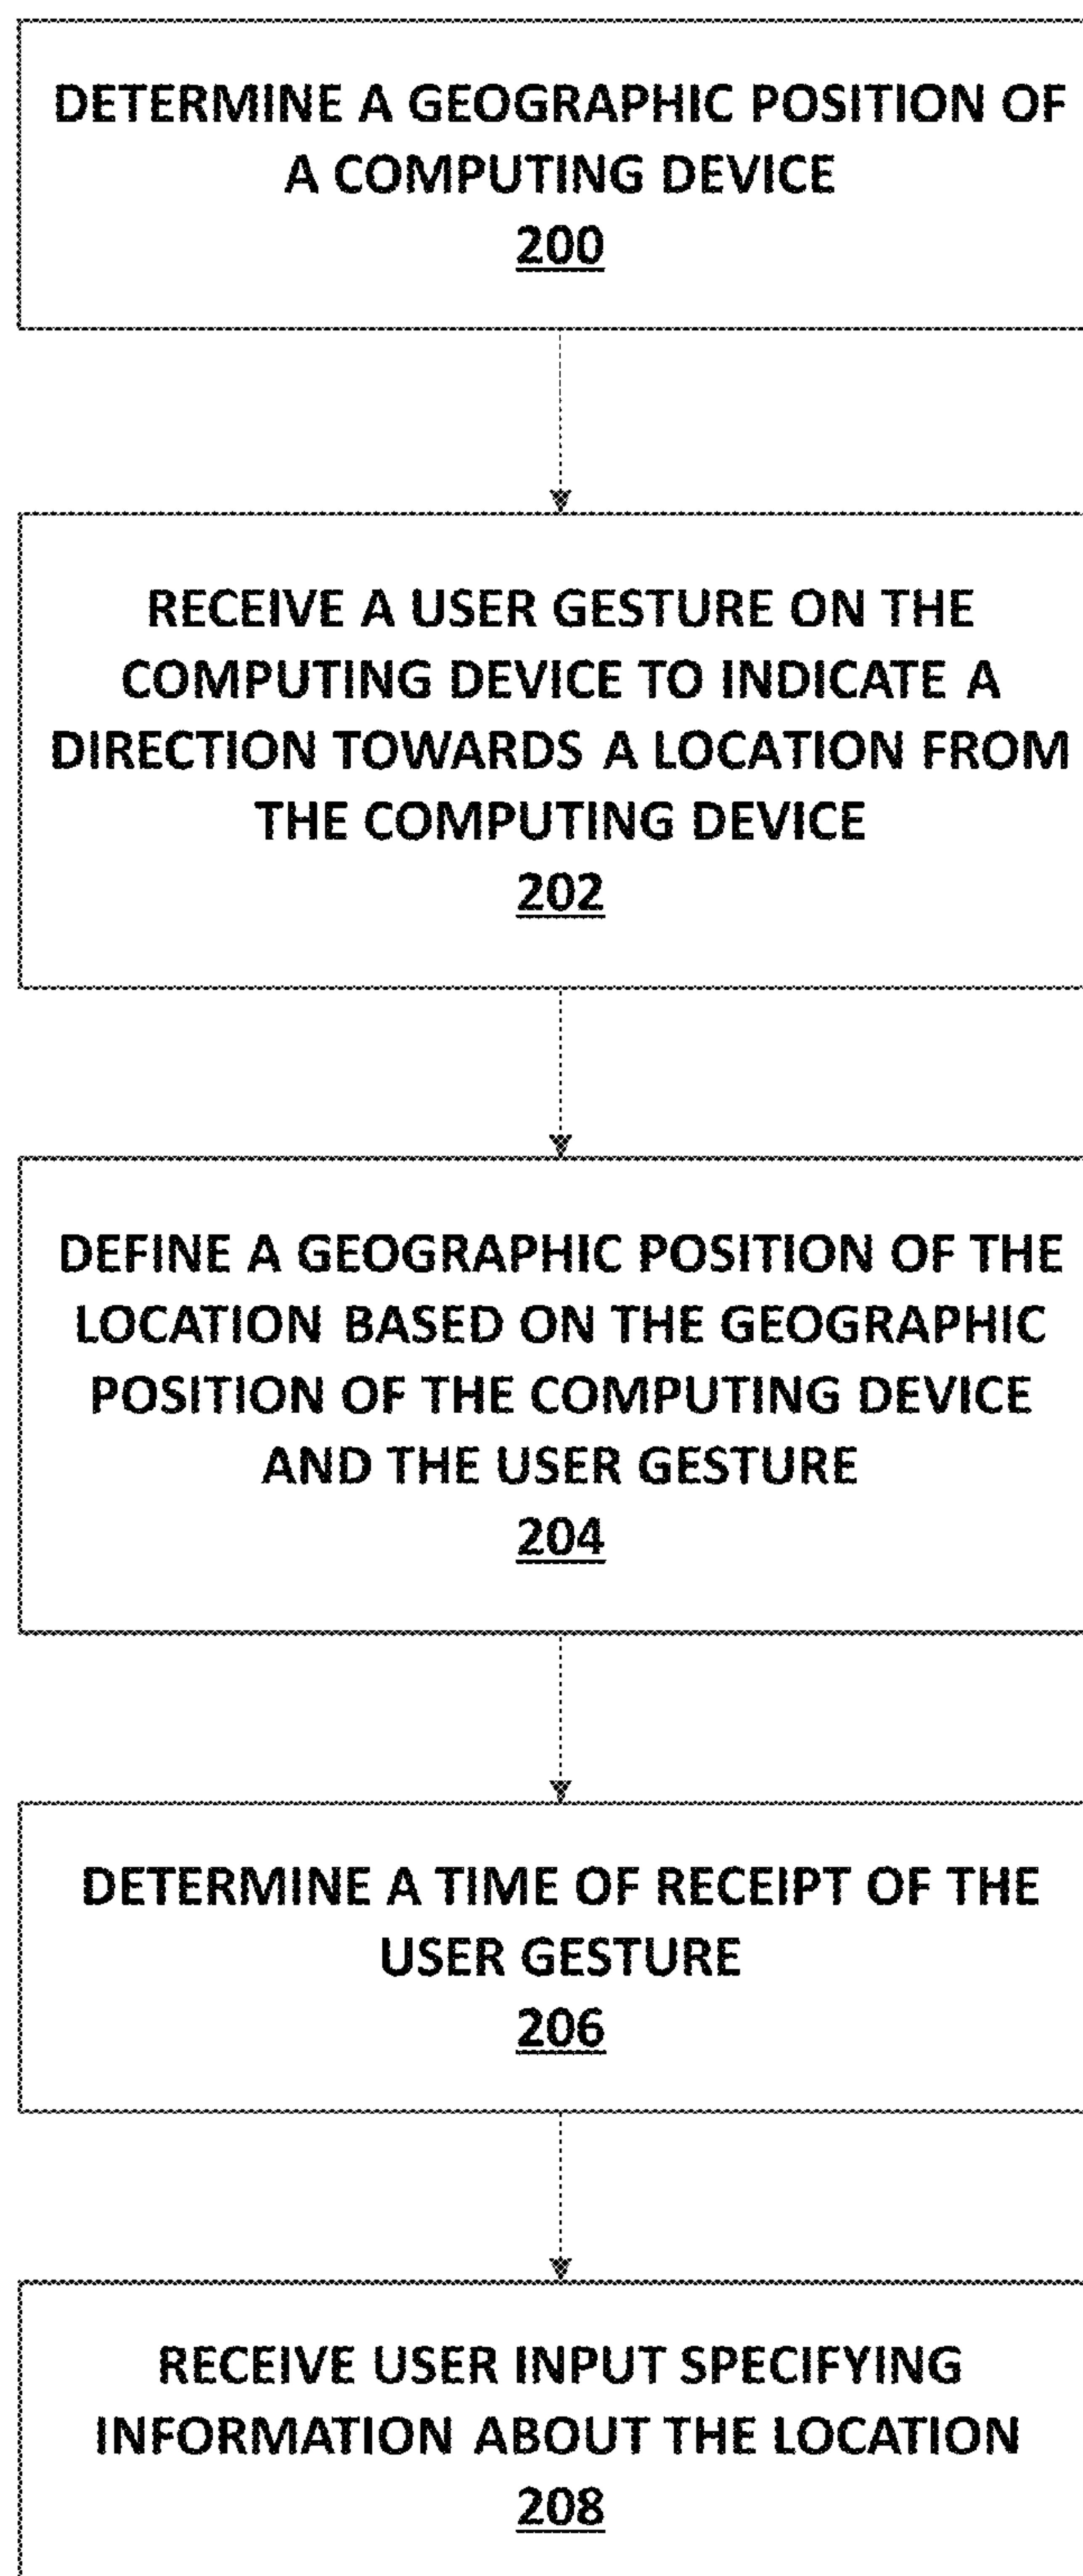 DETERMINE A GEOGRAPHIC POSITION OF
A COMPUTING DEVICE
200
RECEIVE A USER GESTURE ON THE
COMPUTING DEVICE TO INDICATE A
DIRECTION TOWARDS A LOCATION FROM
THE COMPUTING DEVICE
202
DEFINE A GEOGRAPHIC POSITION OF THE
LOCATION BASED ON THE GEOGRAPHIC
POSITION OF THE COMPUTING DEVICE
AND THE USER GESTURE
204
DETERMINE A TIME OF RECEIPT OF THE
USER GESTURE
206
RECEIVE USER INPUT SPECIFYING
INFORMATION ABOUT THE LOCATION
208